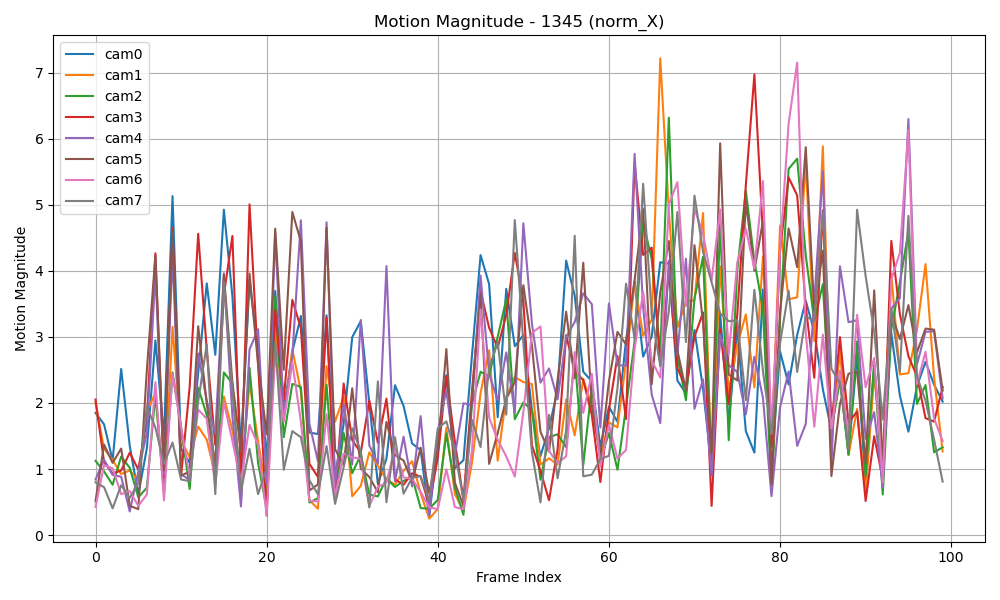 Motion Magnitude - 1345 (norm_X)
cam0
cam1
cam2
cam3
cam4
cam5
cam6
cam7
Motion Magnitude
7
6
5
4
3
2
1
0
0 20 40 60 80 100
Frame Index